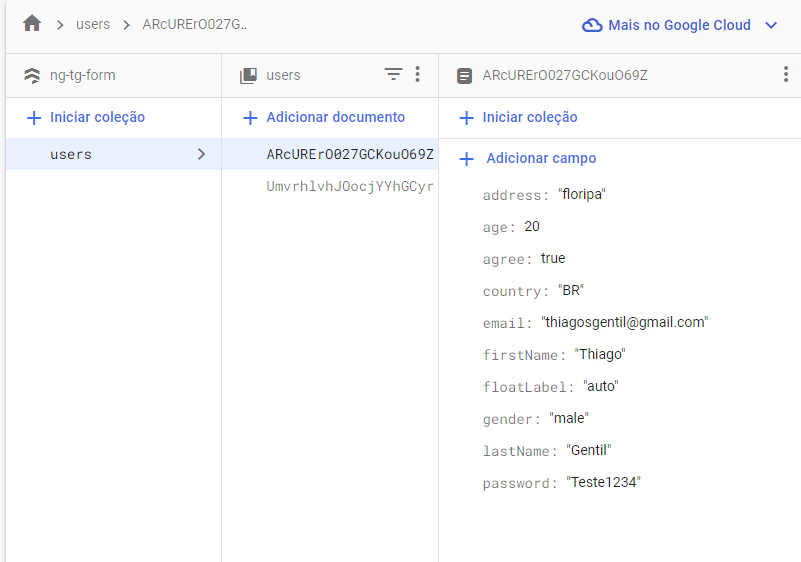 users
ARcURErO027G..
Mais no Google Cloud
ng-tg-form
users
ARcURErO027GCKouO69Z
Iniciar coleção
Adicionar documento
Iniciar coleção
users
ARcURErO027GCKouO69Z
UmvrhlvhJOocjYYhGCyr
Adicionar campo
address: "floripa"
age: 20
agree: true
country: "BR"
email: "thiagosgentil@gmail.com"
firstName: "Thiago"
floatLabel: "auto"
gender: "male"
lastName: "Gentil"
password: "Teste1234"